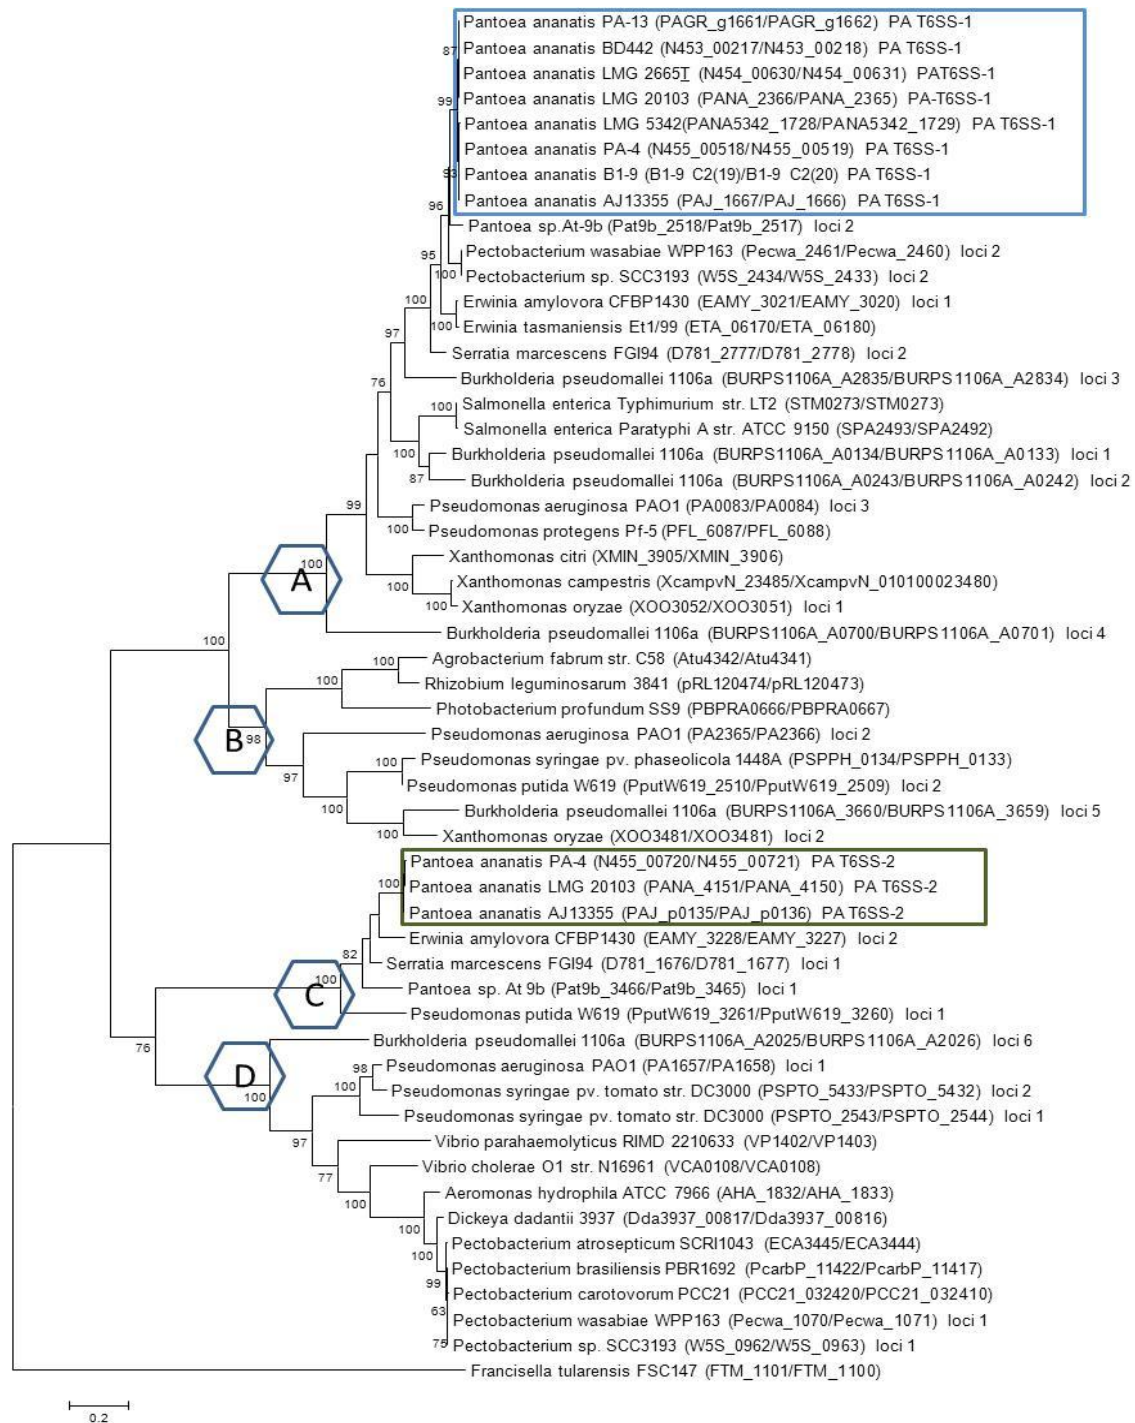 Pantoea ananatis PA-13 (PAGR_g1661/PAGR_g1662) PA T6SS-1
87
Pantoea ananatis BD442 (N453_00217/N453_00218) PA T6SS-1
Pantoea ananatis LMG 2665T (N454_00630/N454_00631) PAT6SS-1
99
Pantoea ananatis LMG 20103 (PANA_2366/PANA_2365) PA-T6SS-1
Pantoea ananatis LMG 5342(PANA5342_1728/PANA5342_1729) PA T6SS-1
Pantoea ananatis PA-4 (N455_00518/N455_00519) PA T6SS-1
93
Pantoea ananatis B1-9 (B1-9 C2(19)/B1-9 C2(20) PA T6SS-1
Pantoea ananatis AJ13355 (PAJ_1667/PAJ_1666) PA T6SS-1
96
Pantoea sp.At-9b (Pat9b_2518/Pat9b_2517) loci 2
95
Pectobacterium wasabiae WPP163 (Pecwa_2461/Pecwa_2460) loci 2
100
Pectobacterium sp. SCC3193 (W5S_2434/W5S_2433) loci 2
100
Erwinia amylovora CFBP1430 (EAMY_3021/EAMY_3020) loci 1
100
Erwinia tasmaniensis Et1/99 (ETA_06170/ETA_06180)
97
Serratia marcescens FGI94 (D781_2777/D781_2778) loci 2
76
Burkholderia pseudomallei 1106a (BURPS1106A_A2835/BURPS1106A_A2834) loci 3
100
Salmonella enterica Typhimurium str. LT2 (STM0273/STM0273)
Salmonella enterica Paratyphi A str. ATCC 9150 (SPA2493/SPA2492)
100
Burkholderia pseudomallei 1106a (BURPS1106A_A0134/BURPS1106A_A0133) loci 1
87
Burkholderia pseudomallei 1106a (BURPS1106A_A0243/BURPS1106A_A0242) loci 2
99
Pseudomonas aeruginosa PAO1 (PA0083/PA0084) loci 3
100
Pseudomonas protegens Pf-5 (PFL_6087/PFL_6088)
Xanthomonas citri (XMIN_3905/XMIN_3906)
100
A
100
Xanthomonas campestris (XcampvN_23485/XcampvN_010100023480)
100
Xanthomonas oryzae (XOO3052/XOO3051) loci 1
Burkholderia pseudomallei 1106a (BURPS1106A_A0700/BURPS1106A_A0701) loci 4
100
100
Agrobacterium fabrum str. C58 (Atu4342/Atu4341)
100
Rhizobium leguminosarum 3841 (pRL120474/pRL120473)
Photobacterium profundum SS9 (PBPRA0666/PBPRA0667)
B
98
Pseudomonas aeruginosa PAO1 (PA2365/PA2366) loci 2
97
100
Pseudomonas syringae pv. phaseolicola 1448A (PSPPH_0134/PSPPH_0133)
Pseudomonas putida W619 (PputW619_2510/PputW619_2509) loci 2
100
Burkholderia pseudomallei 1106a (BURPS1106A_3660/BURPS1106A_3659) loci 5
100
Xanthomonas oryzae (XOO3481/XOO3481) loci 2
Pantoea ananatis PA-4 (N455_00720/N455_00721) PA T6SS-2
100
Pantoea ananatis LMG 20103 (PANA_4151/PANA_4150) PA T6SS-2
Pantoea ananatis AJ13355 (PAJ_p0135/PAJ_p0136) PA T6SS-2
Erwinia amylovora CFBP1430 (EAMY_3228/EAMY_3227) loci 2
82
Serratia marcescens FGI94 (D781_1676/D781_1677) loci 1
100
C
Pantoea sp. At 9b (Pat9b_3466/Pat9b_3465) loci 1
Pseudomonas putida W619 (PputW619_3261/PputW619_3260) loci 1
76
Burkholderia pseudomallei 1106a (BURPS1106A_A2025/BURPS1106A_A2026) loci 6
98
Pseudomonas aeruginosa PAO1 (PA1657/PA1658) loci 1
D
100
100
Pseudomonas syringae pv. tomato str. DC3000 (PSPTO_5433/PSPTO_5432) loci 2
Pseudomonas syringae pv. tomato str. DC3000 (PSPTO_2543/PSPTO_2544) loci 1
97
Vibrio parahaemolyticus RIMD 2210633 (VP1402/VP1403)
77
Vibrio cholerae O1 str. N16961 (VCA0108/VCA0108)
100
Aeromonas hydrophila ATCC 7966 (AHA_1832/AHA_1833)
100
Dickeya dadantii 3937 (Dda3937_00817/Dda3937_00816)
100
Pectobacterium atrosepticum SCRI1043 (ECA3445/ECA3444)
Pectobacterium brasiliensis PBR1692 (PcarbP_11422/PcarbP_11417)
99
Pectobacterium carotovorum PCC21 (PCC21_032420/PCC21_032410)
63
Pectobacterium wasabiae WPP163 (Pecwa_1070/Pecwa_1071) loci 1
75
Pectobacterium sp. SCC3193 (W5S_0962/W5S_0963) loci 1
Francisella tularensis FSC147 (FTM_1101/FTM_1100)
0.2